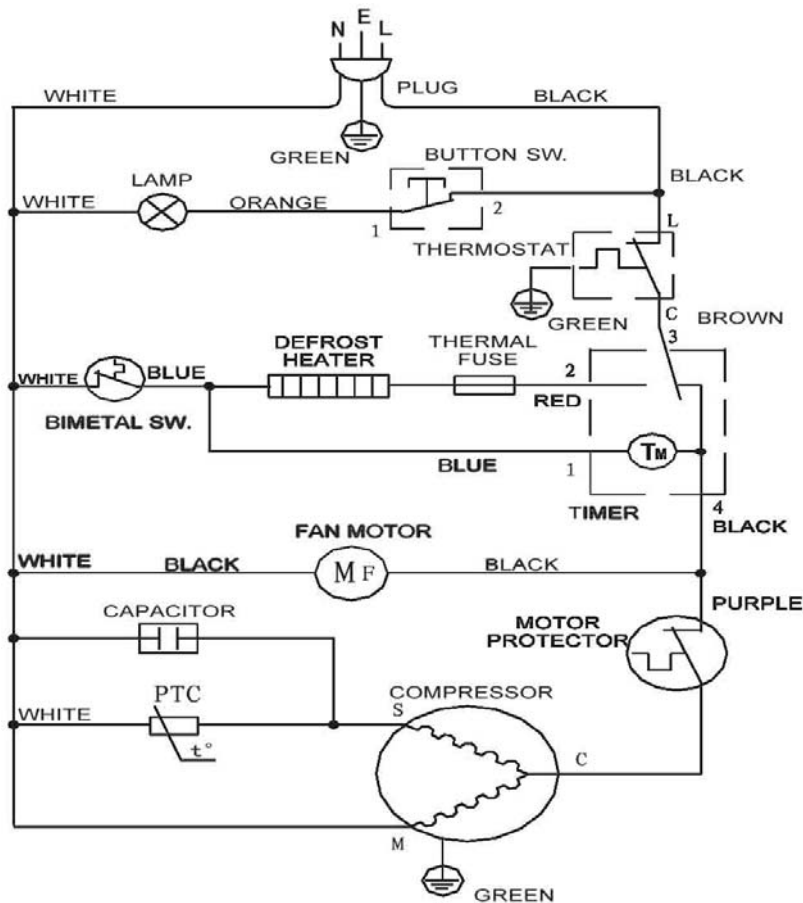 N E L
PLUG
WHITE
BLACK
GREEN
BUTTON SW.
LAMP
BLACK
WHITE
ORANGE
1
2
L
THERMOSTAT
GREEN
C
3
BROWN
DEFROST
HEATER
THERMAL
FUSE
WHITE
BLUE
2
RED
BIMETAL SW.
BLUE
1
TM
TIMER
4
BLACK
FAN MOTOR
WHITE
BLACK
MF
BLACK
PURPLE
CAPACITOR
MOTOR
PROTECTOR
PTC
COMPRESSOR
WHITE
S
t°
C
M
GREEN